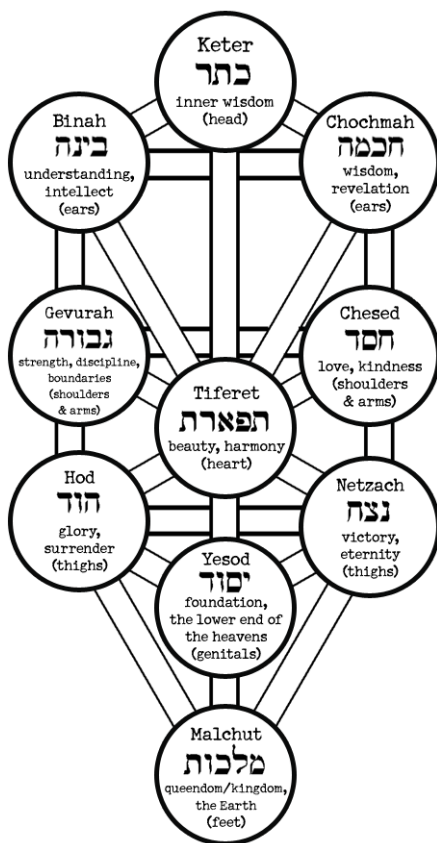 Keter
כתר
inner wisdom
(head)
Binah
בינה
understanding,
intellect
(ears)
Chochmah
חכמה
wisdom,
revelation
(ears)
Gevurah
גבורה
strength, discipline,
boundaries
(shoulders
& arms)
Chesed
חסד
love, kindness
(shoulders
& arms)
Tiferet
תפארת
beauty, harmony
(heart)
Hod
הוד
glory,
surrender
(thighs)
Netzach
נצח
victory,
eternity
(thighs)
Yesod
יסוד
foundation,
the lower end of
the heavens
(genitals)
Malchut
מלכות
queendom/kingdom,
the Earth
(feet)